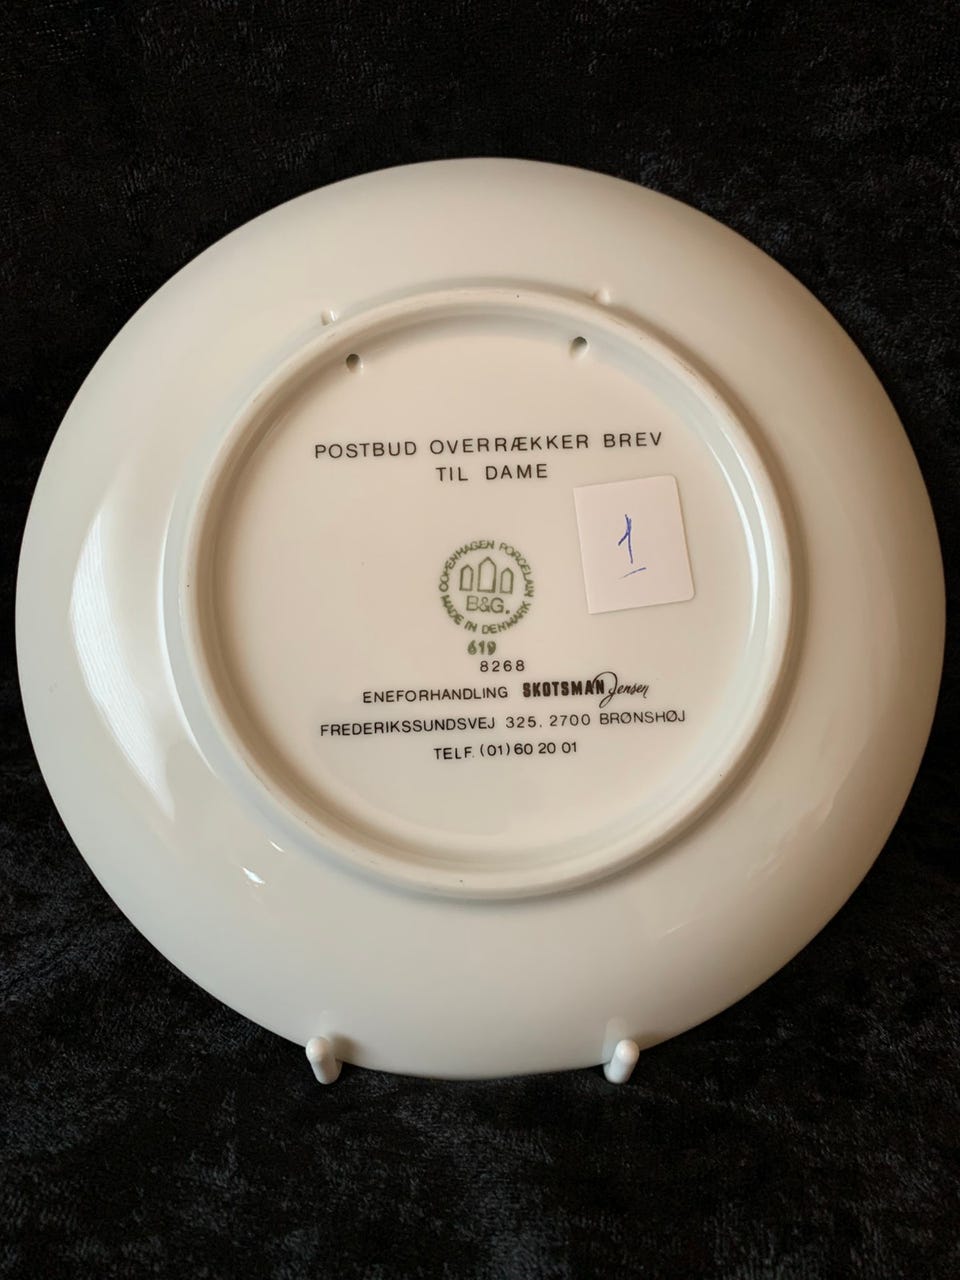 POSTBUD OVERRÆKKER BREV
TIL DAME
1
COPENHAGEN PORCELAIN
B&G.
MADE IN DENMARK
619
8268
ENEFORHANDLING SKOTSMAN Jensen
FREDERIKSSUNDSVEJ 325. 2700 BRØNSHØJ
TELF. (01) 60 20 01